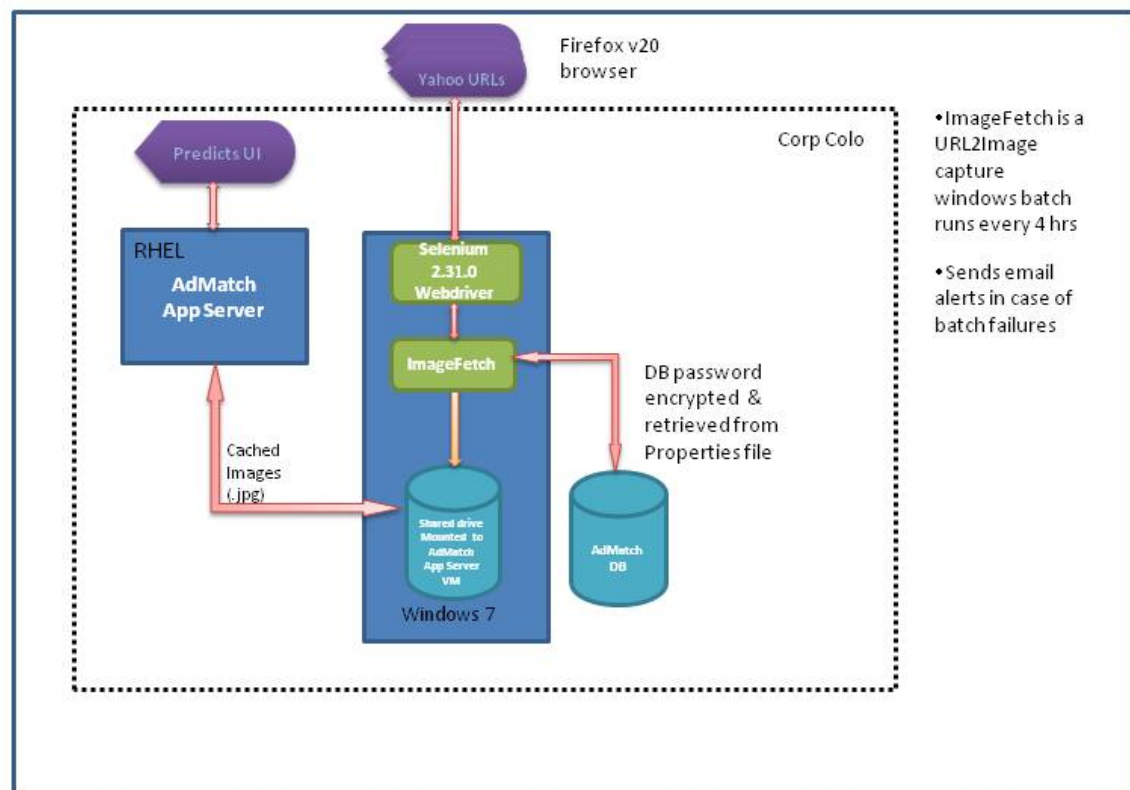 Yahoo URLs
Firefox v20
browser
Corp Colo
•ImageFetch is a
URL2Image
capture
windows batch
runs every 4 hrs
•Sends email
alerts in case of
batch failures
Predicts UI
RHEL
AdMatch
App Server
Selenium
2.31.0
Webdriver
ImageFetch
DB password
encrypted &
retrieved from
Properties file
Cached
Images
(.jpg)
Shared drive
Mounted to
AdMatch
App Server
VM
Windows 7
AdMatch
DB